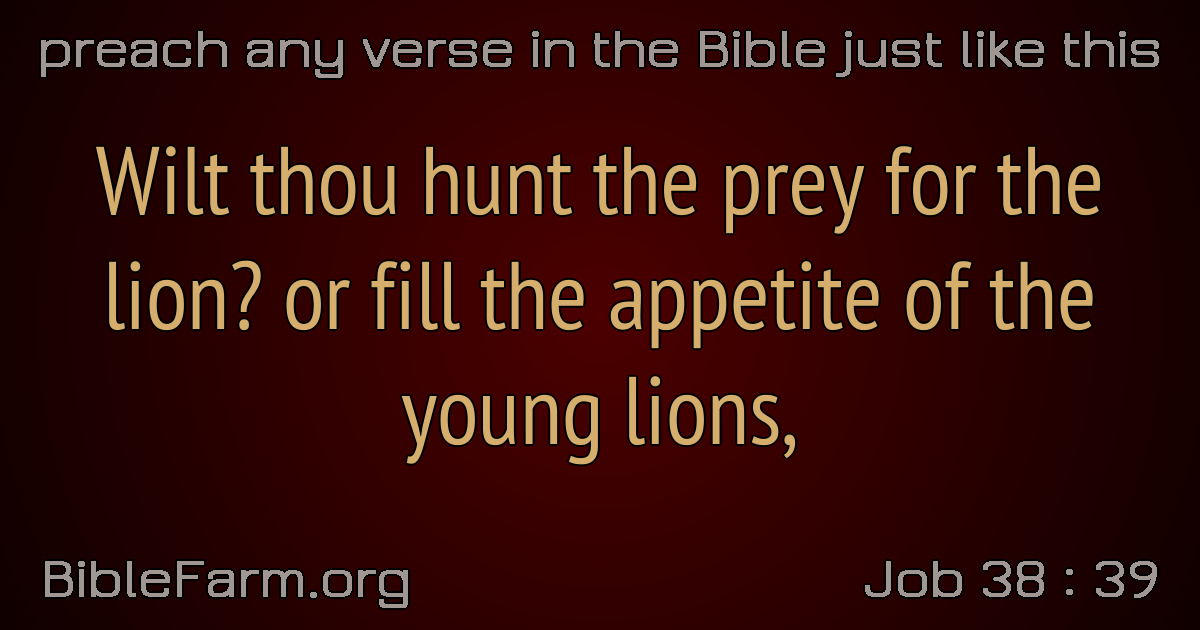 preach any verse in the Bible just like this
Wilt thou hunt the prey for the
lion? or fill the appetite of the
young lions,
BibleFarm.org
Job 38 : 39